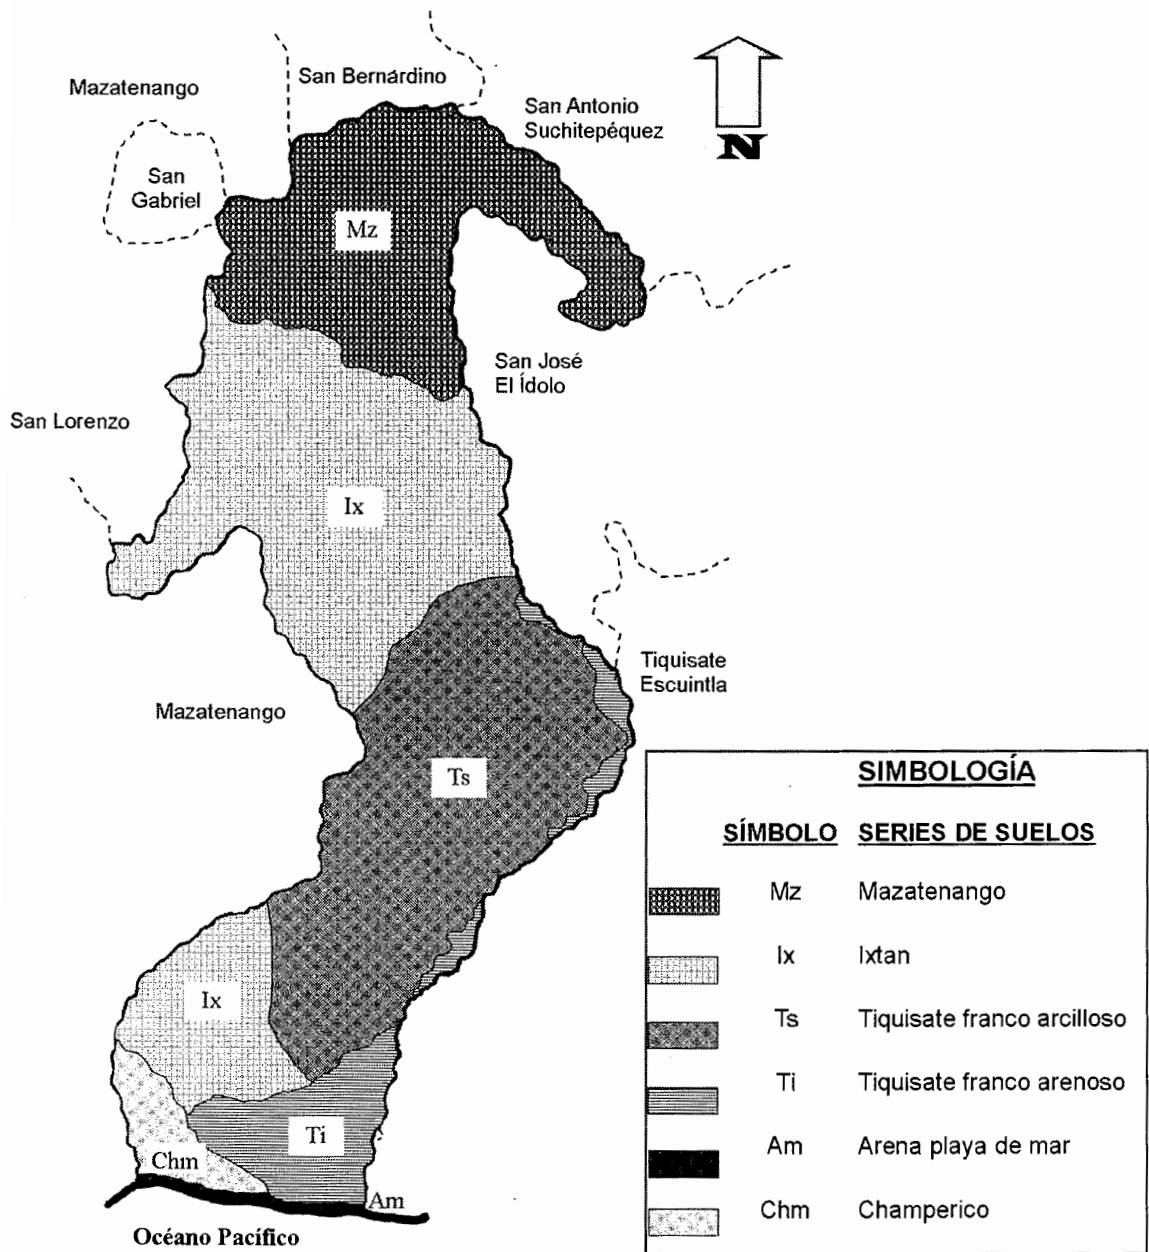 San Bernardino
Mazatenango
San Antonio
Suchitepéquez
N
San
Gabriel
Mz
San José
El Ídolo
San Lorenzo
Ix
Tiquisate
Escuintla
Mazatenango
Ts
Ix
Ti
Chm
Am
Océano Pacífico
SIMBOLOGÍA
SÍMBOLO SERIES DE SUELOS
Mz Mazatenango
Ix Ixtan
Ts Tiquisate franco arcilloso
Ti Tiquisate franco arenoso
Am Arena playa de mar
Chm Champerico